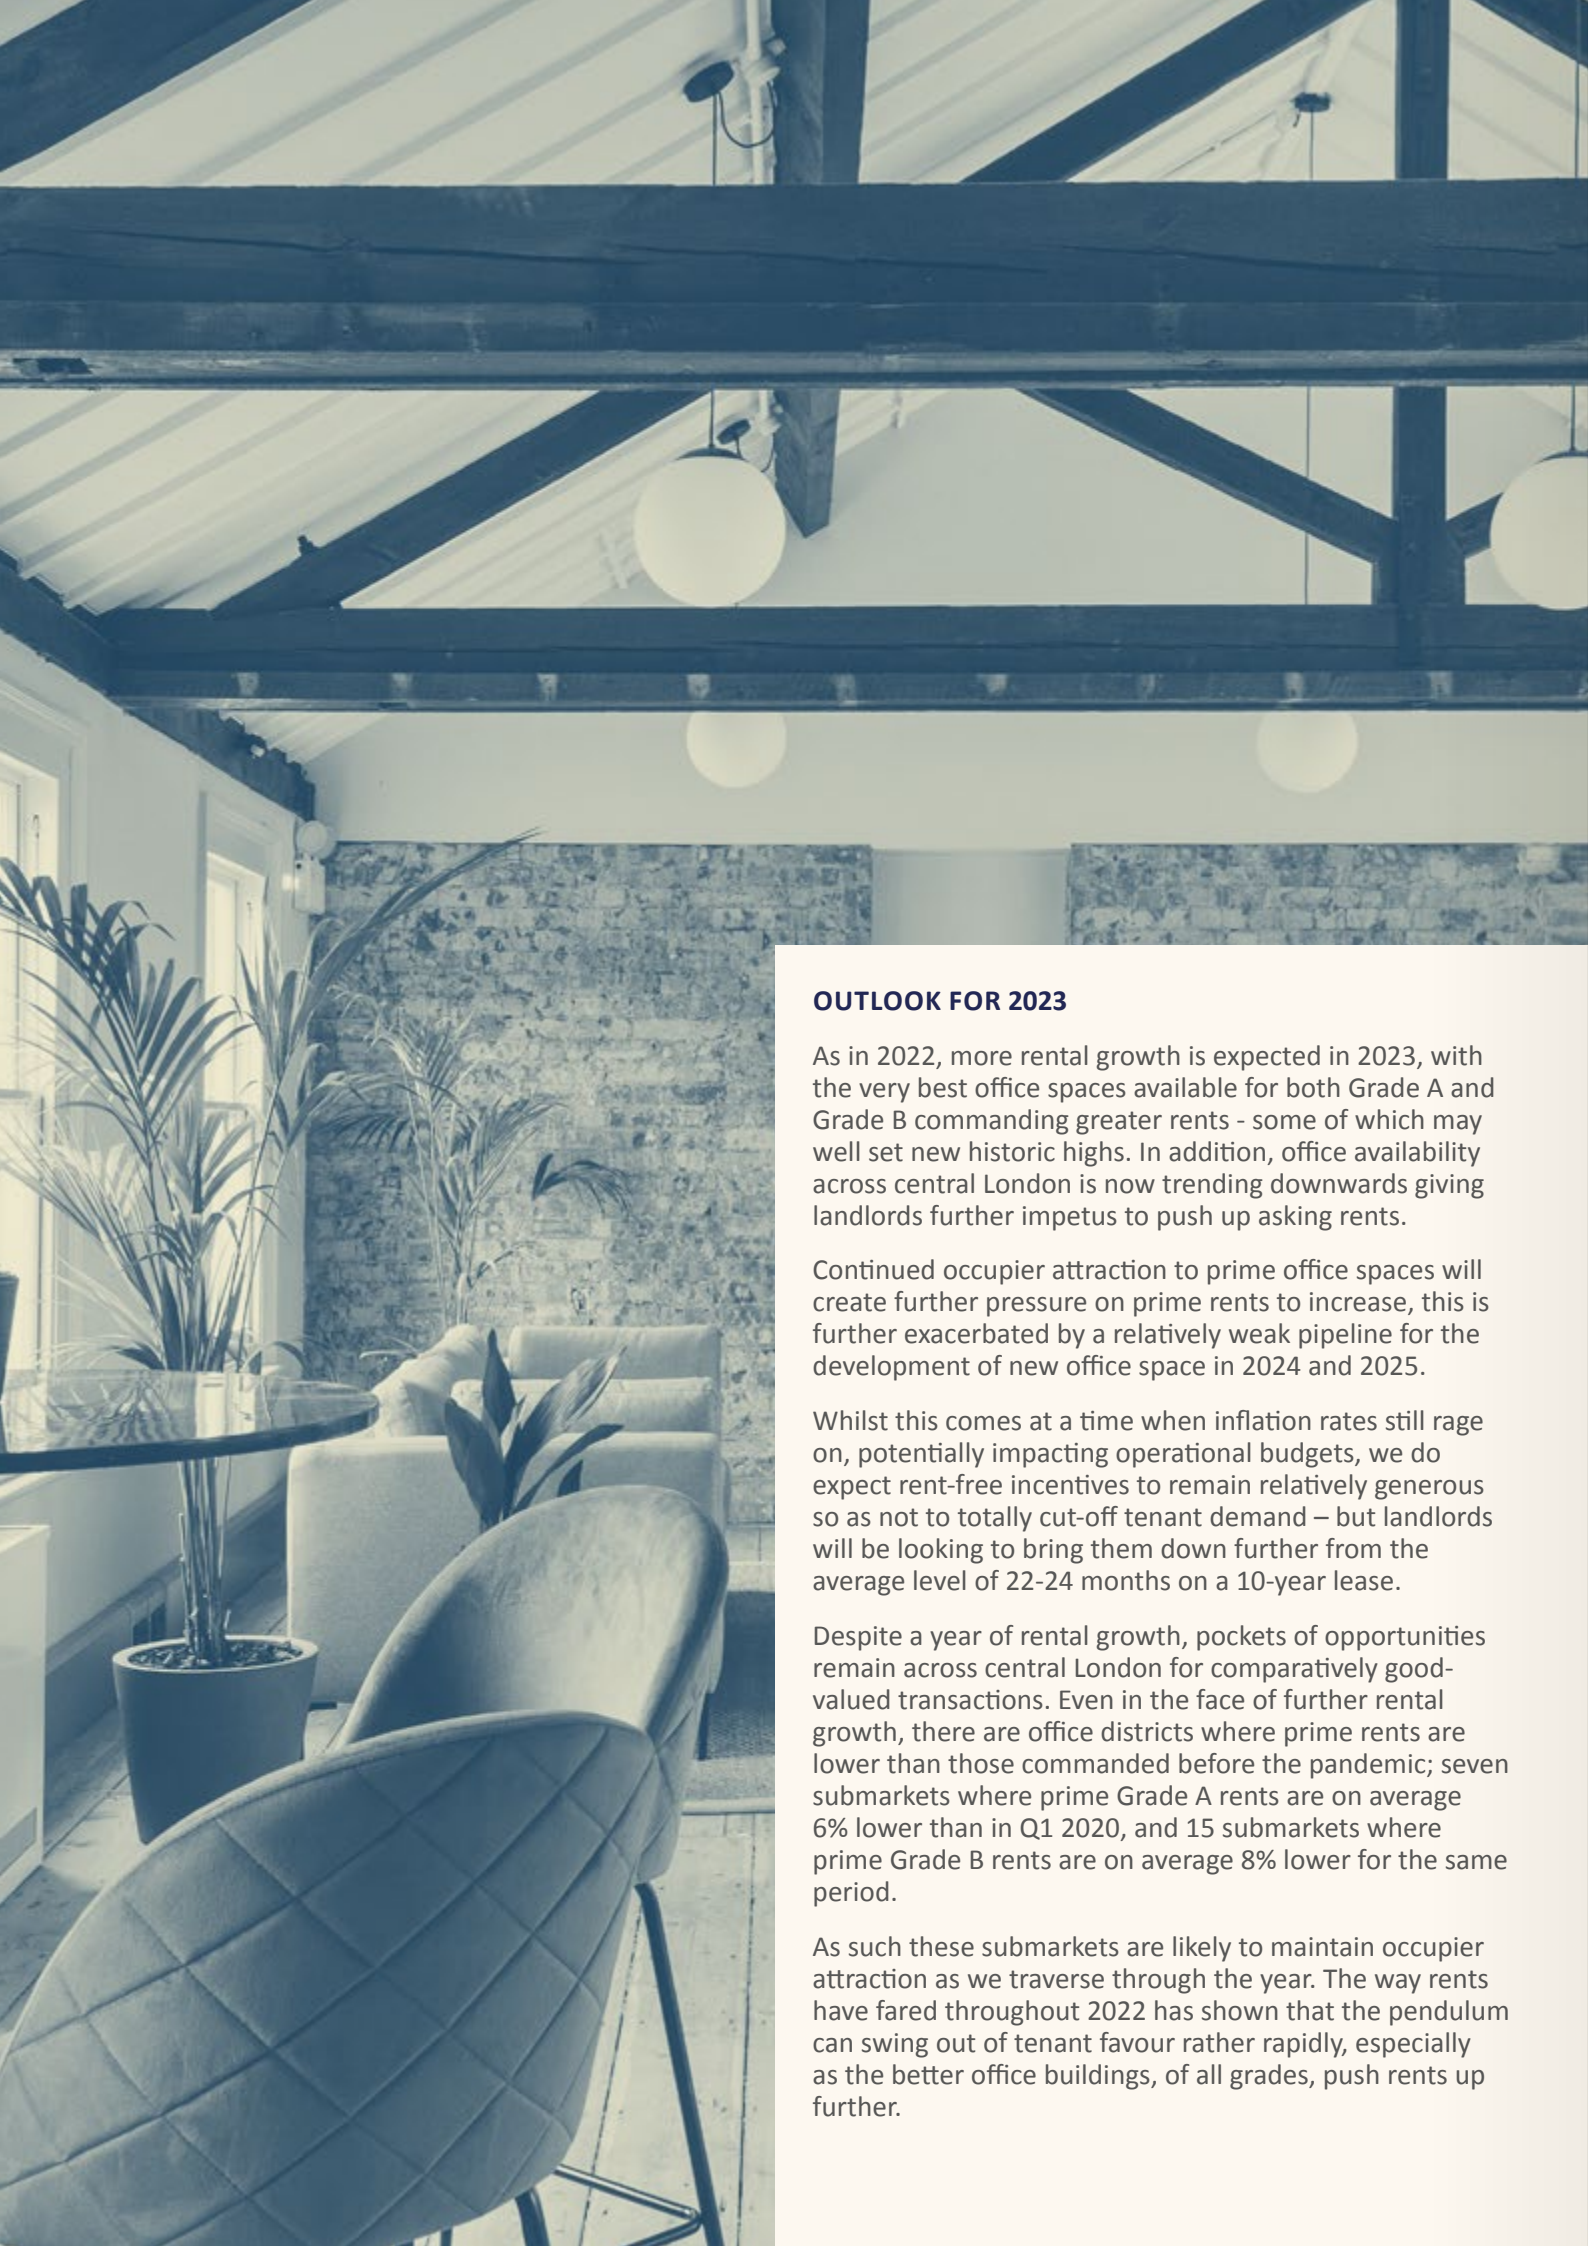 OUTLOOK FOR 2023
As in 2022, more rental growth is expected in 2023, with
the very best office spaces available for both Grade A and
Grade B commanding greater rents - some of which may
well set new historic highs. In addition, office availability
across central London is now trending downwards giving
landlords further impetus to push up asking rents.
Continued occupier attraction to prime office spaces will
create further pressure on prime rents to increase, this is
further exacerbated by a relatively weak pipeline for the
development of new office space in 2024 and 2025.
Whilst this comes at a time when inflation rates still rage
on, potentially impacting operational budgets, we do
expect rent-free incentives to remain relatively generous
so as not to totally cut-off tenant demand – but landlords
will be looking to bring them down further from the
average level of 22-24 months on a 10-year lease.
Despite a year of rental growth, pockets of opportunities
remain across central London for comparatively good-
valued transactions. Even in the face of further rental
growth, there are office districts where prime rents are
lower than those commanded before the pandemic; seven
submarkets where prime Grade A rents are on average
6% lower than in Q1 2020, and 15 submarkets where
prime Grade B rents are on average 8% lower for the same
period.
As such these submarkets are likely to maintain occupier
attraction as we traverse through the year. The way rents
have fared throughout 2022 has shown that the pendulum
can swing out of tenant favour rather rapidly, especially
as the better office buildings, of all grades, push rents up
further.